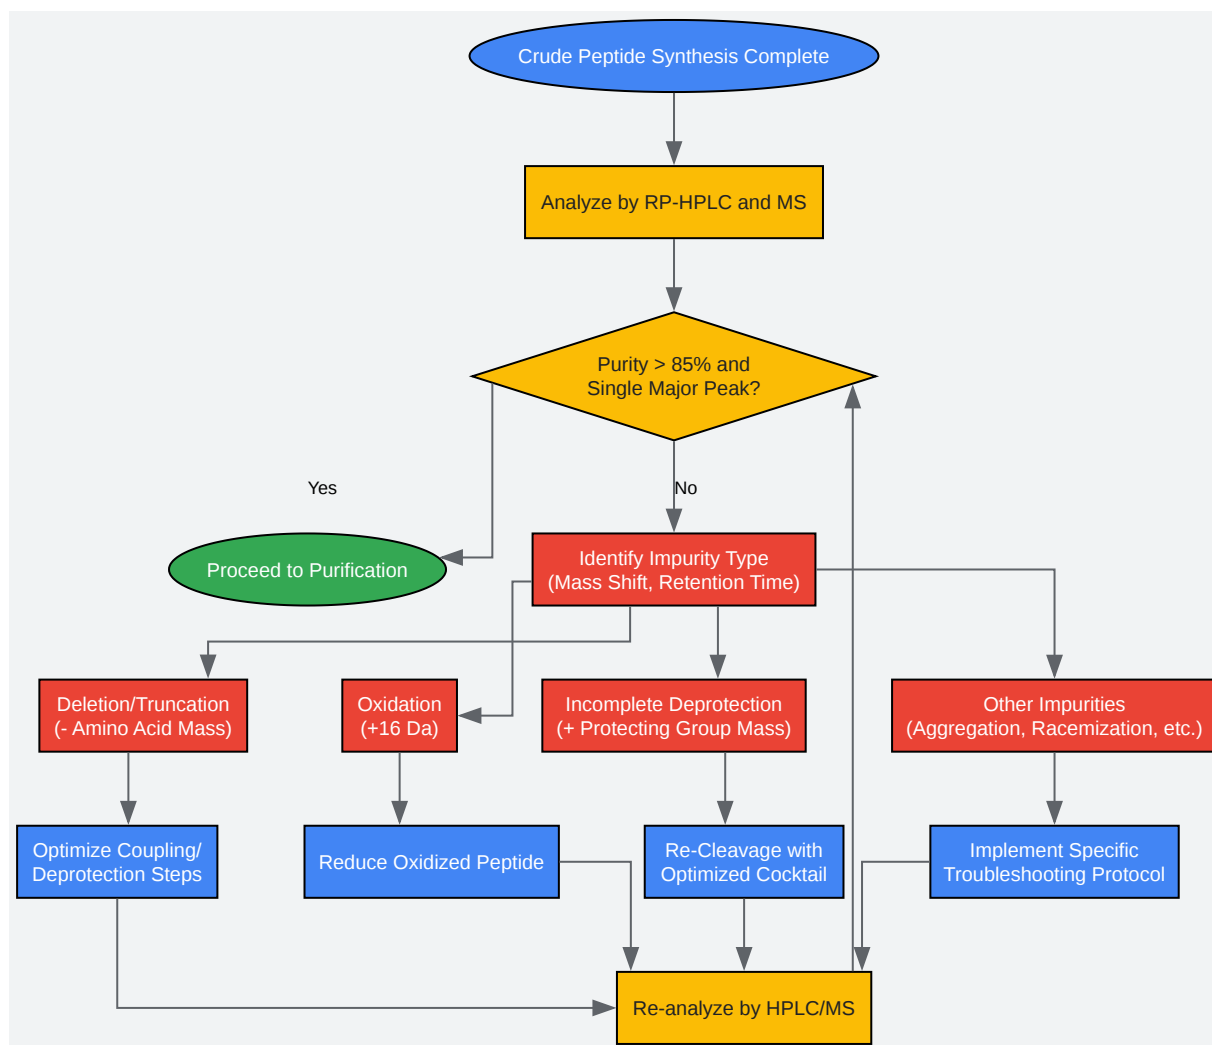 Crude Peptide Synthesis Complete
Analyze by RP-HPLC and MS
Purity > 85% and
Single Major Peak?
Yes
No
Proceed to Purification
Identify Impurity Type
(Mass Shift, Retention Time)
Deletion/Truncation
(- Amino Acid Mass)
Oxidation
(+16 Da)
Incomplete Deprotection
(+ Protecting Group Mass)
Other Impurities
(Aggregation, Racemization, etc.)
Optimize Coupling/
Deprotection Steps
Reduce Oxidized Peptide
Re-Cleavage with
Optimized Cocktail
Implement Specific
Troubleshooting Protocol
Re-analyze by HPLC/MS